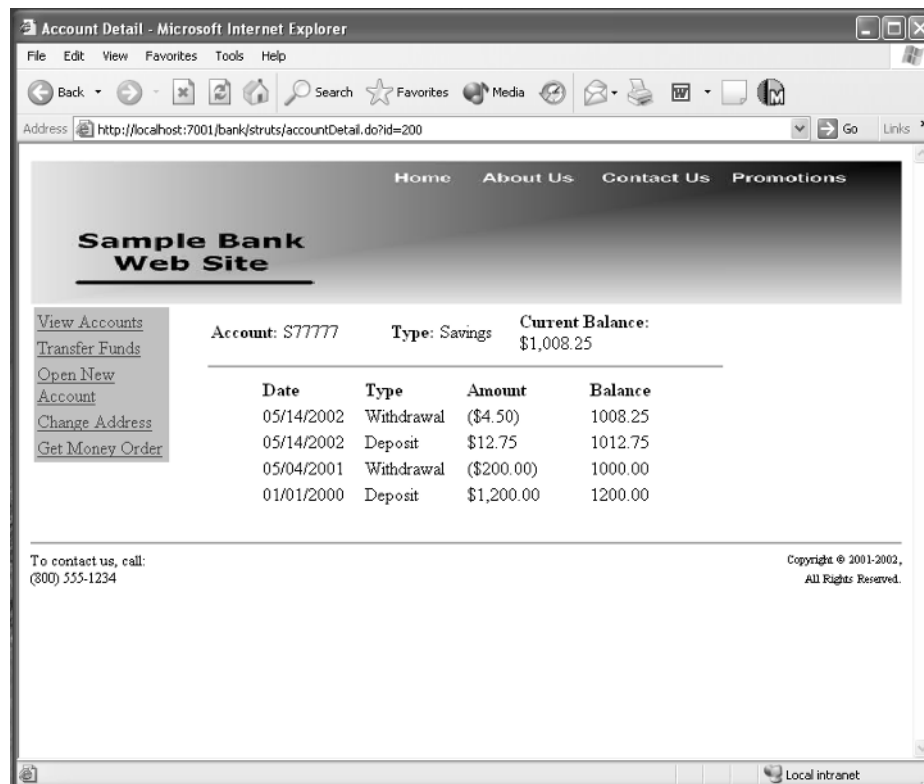 Account Detail - Microsoft Internet Explorer
File Edit View Favorites Tools Help
Back Search Favorites Media
Address http://localhost:7001/bank/struts/accountDetail.do?id=200 Go Links
Home About Us Contact Us Promotions
Sample Bank
Web Site
View Accounts
Transfer Funds
Open New
Account
Change Address
Get Money Order
Account: S77777 Type: Savings Current Balance:
$1,008.25
Date Type Amount Balance
05/14/2002 Withdrawal ($4.50) 1008.25
05/14/2002 Deposit $12.75 1012.75
05/04/2001 Withdrawal ($200.00) 1000.00
01/01/2000 Deposit $1,200.00 1200.00
To contact us, call:
(800) 555-1234
Copyright © 2001-2002,
All Rights Reserved.
Local intranet